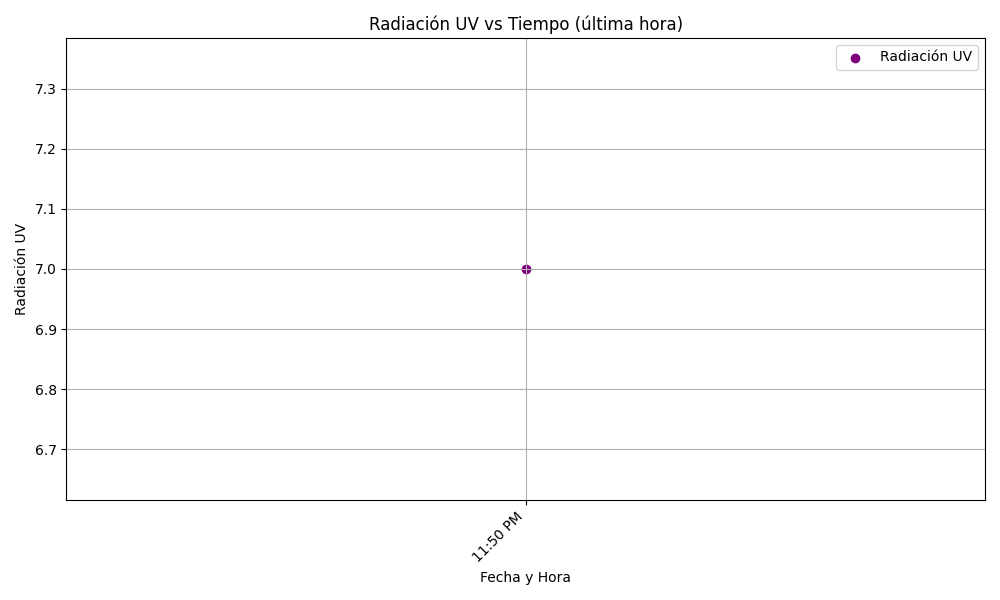 Radiación UV vs Tiempo (última hora)
Radiación UV
7.3
7.2
7.1
7.0
6.9
6.8
6.7
Radiación UV
11:50 PM
Fecha y Hora